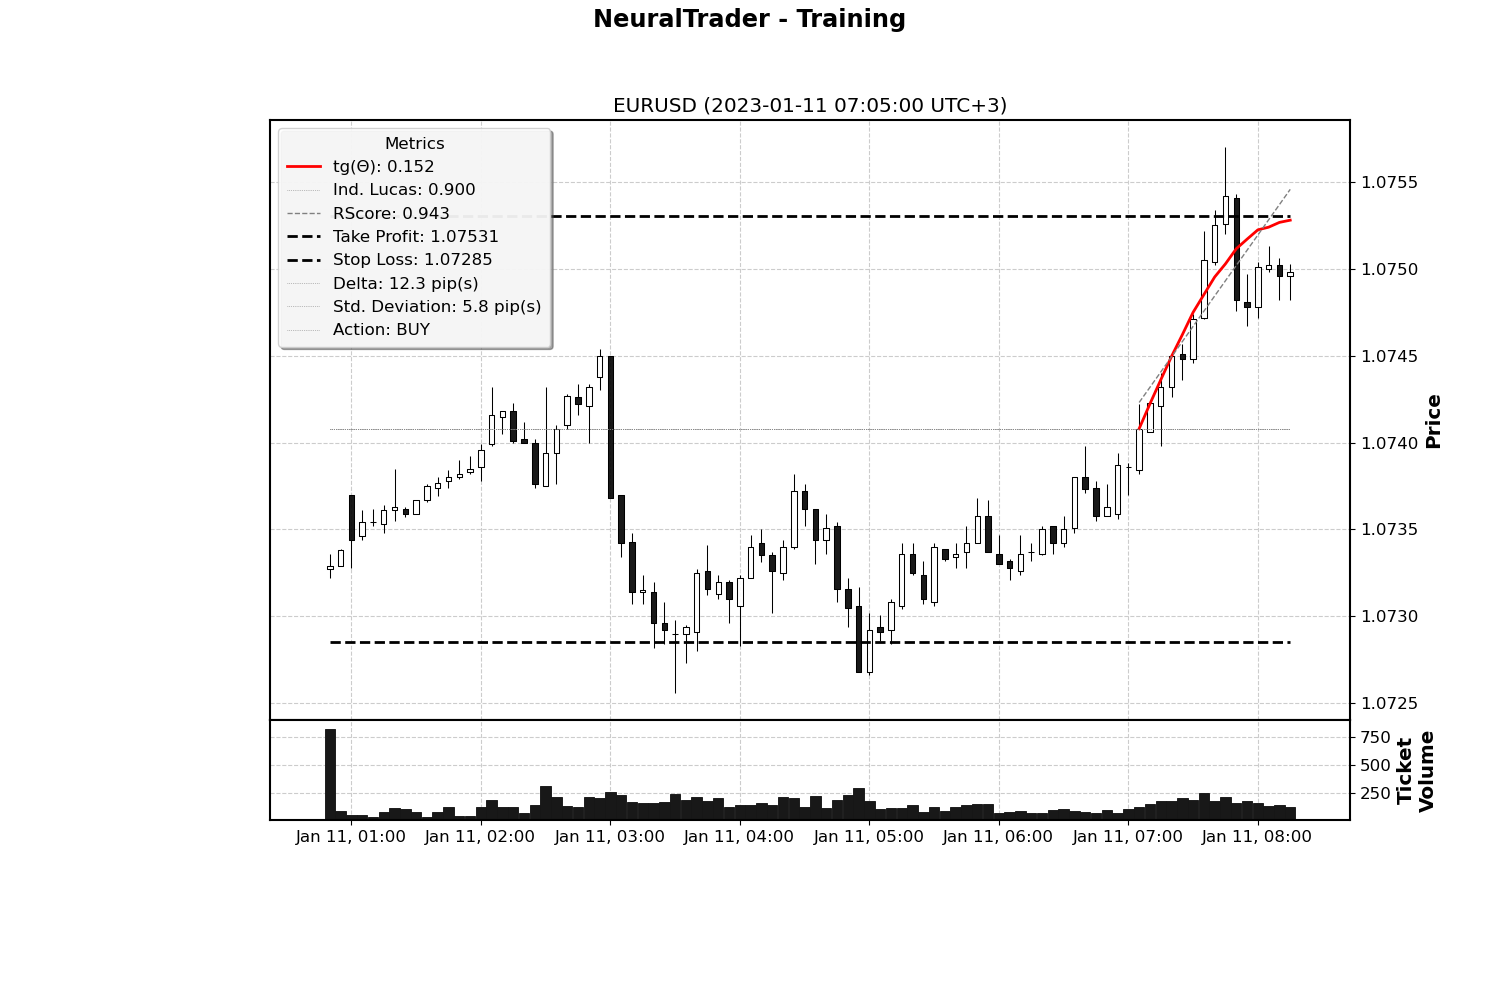 NeuralTrader - Training
EURUSD (2023-01-11 07:05:00 UTC+3)
Metrics
tg(Θ): 0.152
Ind. Lucas: 0.900
RScore: 0.943
Take Profit: 1.07531
Stop Loss: 1.07285
Delta: 12.3 pip(s)
Std. Deviation: 5.8 pip(s)
Action: BUY
1.0755
1.0750
1.0745
1.0740
1.0735
1.0730
1.0725
Price
750
500
250
Ticket
Volume
Jan 11, 01:00
Jan 11, 02:00
Jan 11, 03:00
Jan 11, 04:00
Jan 11, 05:00
Jan 11, 06:00
Jan 11, 07:00
Jan 11, 08:00